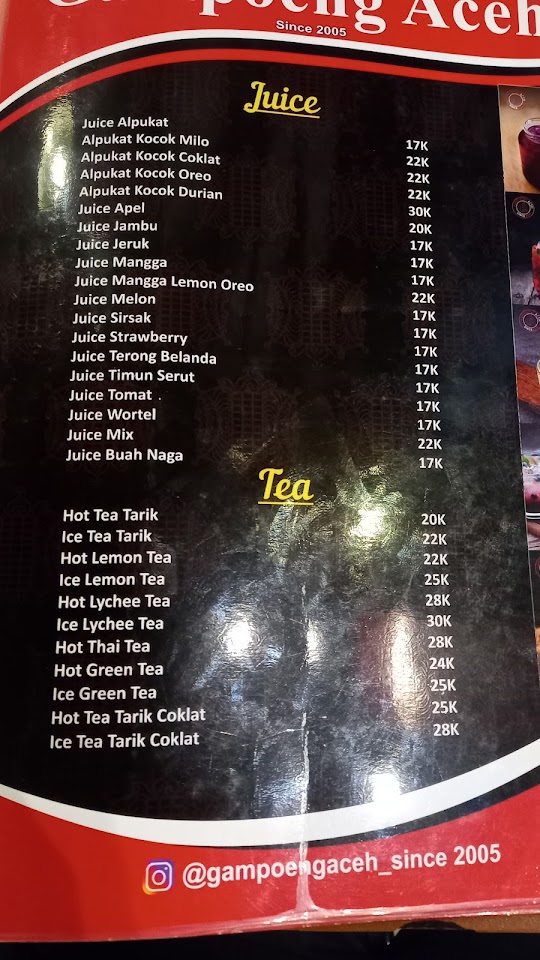 Gampoeng Aceh
Since 2005
Juice
Juice Alpukat 17K
Alpukat Kocok Milo 22K
Alpukat Kocok Coklat 22K
Alpukat Kocok Oreo 22K
Alpukat Kocok Durian 30K
Juice Apel 20K
Juice Jambu 17K
Juice Jeruk 17K
Juice Mangga 17K
Juice Mangga Lemon Oreo 22K
Juice Melon 17K
Juice Sirsak 17K
Juice Strawberry 17K
Juice Terong Belanda 17K
Juice Timun Serut 17K
Juice Tomat 17K
Juice Wortel 17K
Juice Mix 22K
Juice Buah Naga 17K
Tea
Hot Tea Tarik 20K
Ice Tea Tarik 22K
Hot Lemon Tea 22K
Ice Lemon Tea 25K
Hot Lychee Tea 28K
Ice Lychee Tea 30K
Hot Thai Tea 28K
Hot Green Tea 24K
Ice Green Tea 25K
Hot Tea Tarik Coklat 25K
Ice Tea Tarik Coklat 28K
@gampoengaceh_since 2005